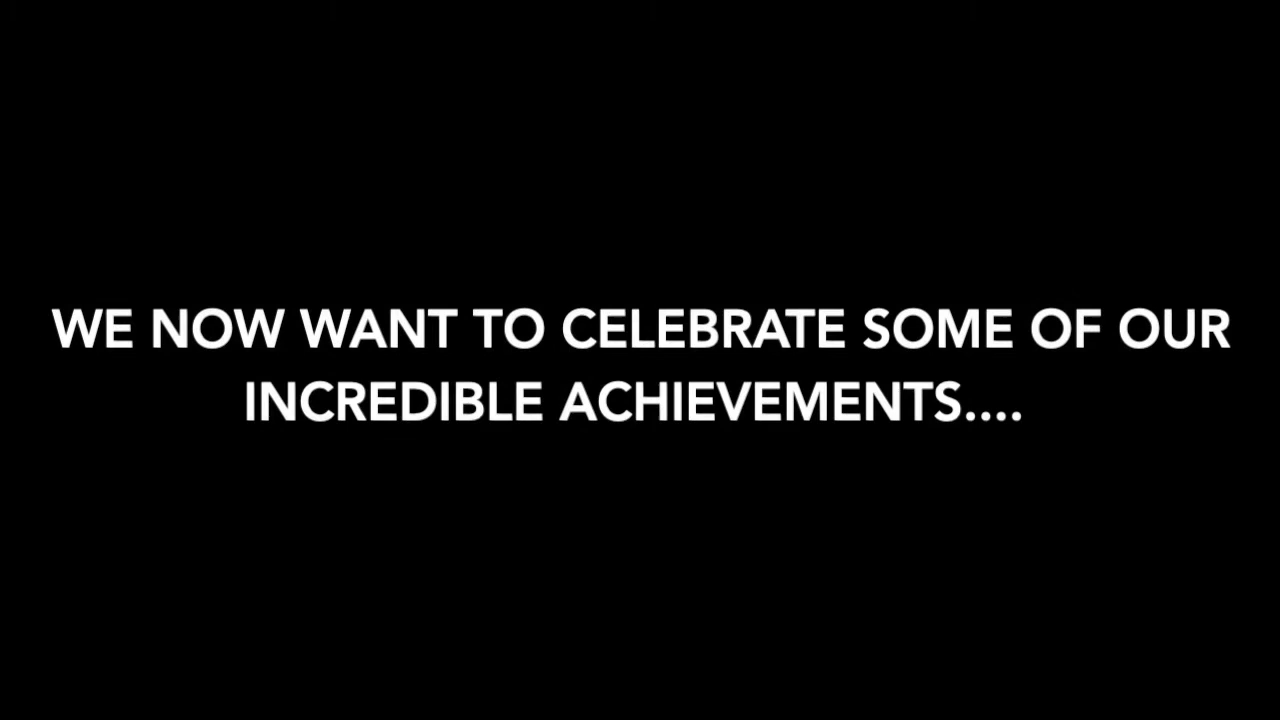 WE NOW WANT TO CELEBRATE SOME OF OUR
INCREDIBLE ACHIEVEMENTS....